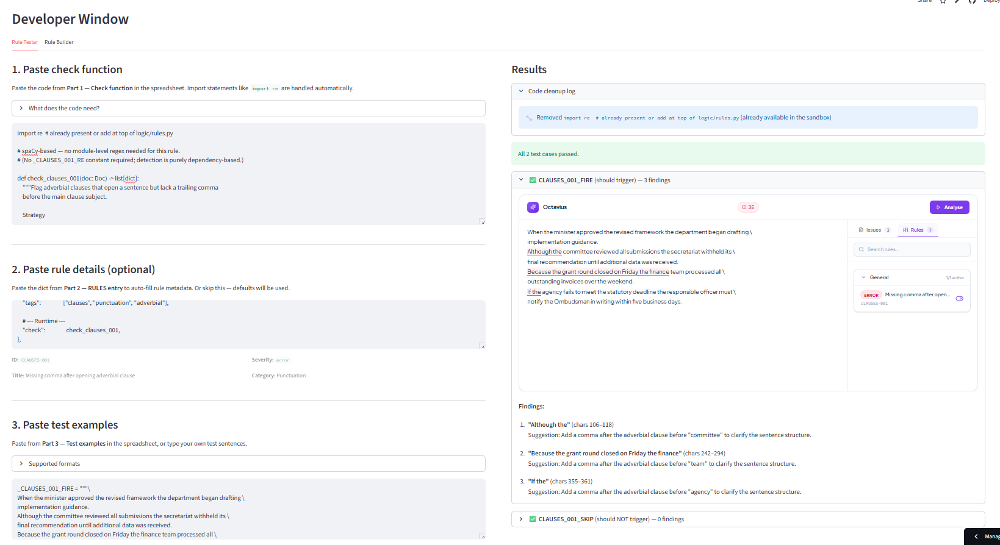 Share
Deploy
Developer Window
Rule Tester
Rule Builder
1. Paste check function
Paste the code from Part 1 — Check function in the spreadsheet. Import statements like import re are handled automatically.
What does the code need?
import re  # already present or add at top of logic/rules.py
# spaCy-based — no module-level regex needed for this rule.
# (No _CLAUSES_001_RE constant required; detection is purely dependency-based.)
def check_clauses_001(doc: Doc) -> list[dict]:
"""Flag adverbial clauses that open a sentence but lack a trailing comma
before the main clause subject.
Strategy
2. Paste rule details (optional)
Paste the dict from Part 2 — RULES entry to auto-fill rule metadata. Or skip this — defaults will be used.
"tags": ["clauses", "punctuation", "adverbial"],
# --- Runtime ---
"check": check_clauses_001,
},
ID: CLAUSES-001
Severity: error
Title: Missing comma after opening adverbial clause
Category: Punctuation
3. Paste test examples
Paste from Part 3 — Test examples in the spreadsheet, or type your own test sentences.
Supported formats
_CLAUSES_001_FIRE = """\
When the minister approved the revised framework the department began drafting \
implementation guidance.
Although the committee reviewed all submissions the secretariat withheld its \
final recommendation until additional data was received.
Because the grant round closed on Friday the finance team processed all \
Results
Code cleanup log
Removed import re  # already present or add at top of logic/rules.py (already available in the sandbox)
All 2 test cases passed.
CLAUSES_001_FIRE (should trigger) — 3 findings
Octavius
3E
Analyse
When the minister approved the revised framework the department began drafting \
implementation guidance.
Although the committee reviewed all submissions the secretariat withheld its \
final recommendation until additional data was received.
Because the grant round closed on Friday the finance team processed all \
outstanding invoices over the weekend.
If the agency fails to meet the statutory deadline the responsible officer must \
notify the Ombudsman in writing within five business days.
Issues 3
Rules 1
Search rules...
General
1/1 active
ERROR Missing comma after open...
CLAUSES-001
Findings:
1. "Although the" (chars 106–118)
Suggestion: Add a comma after the adverbial clause before "committee" to clarify the sentence structure.
2. "Because the grant round closed on Friday the finance" (chars 242–294)
Suggestion: Add a comma after the adverbial clause before "team" to clarify the sentence structure.
3. "If the" (chars 355–361)
Suggestion: Add a comma after the adverbial clause before "agency" to clarify the sentence structure.
CLAUSES_001_SKIP (should NOT trigger) — 0 findings
Manag